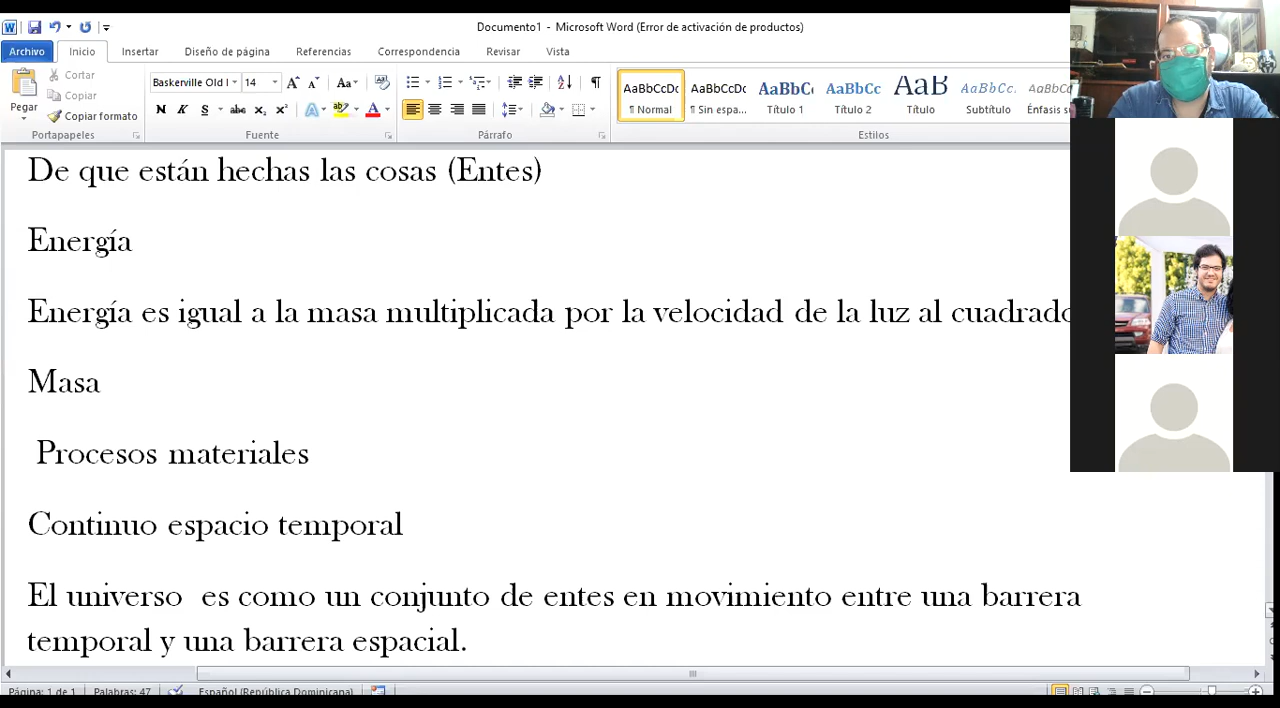 Documento1 - Microsoft Word (Error de activación de productos)
Archivo Inicio Insertar Diseño de página Referencias Correspondencia Revisar Vista
Pegar
Cortar
Copiar
Copiar formato
Portapapeles
Baskerville Old 14
Fuente
Párrafo
AaBbCcDc AaBbCcDc AaBbC AaBbCc AaB AaBbCc. AaBbCc
Normal Sin espa... Título 1 Título 2 Título Subtítulo Énfasis
Estilos
De que están hechas las cosas (Entes)
Energía
Energía es igual a la masa multiplicada por la velocidad de la luz al cuadrado
Masa
Procesos materiales
Continuo espacio temporal
El universo es como un conjunto de entes en movimiento entre una barrera
temporal y una barrera espacial.
Página: 1 de 1 Palabras: 47 Español (República Dominicana)